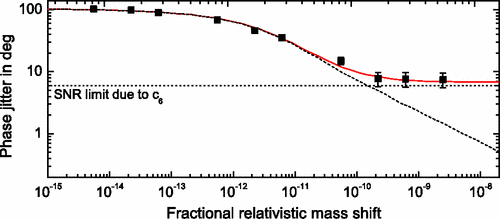 100
10
1
Phase jitter in deg
SNR limit due to c₆
10⁻¹⁵ 10⁻¹⁴ 10⁻¹³ 10⁻¹² 10⁻¹¹ 10⁻¹⁰ 10⁻⁹ 10⁻⁸
Fractional relativistic mass shift